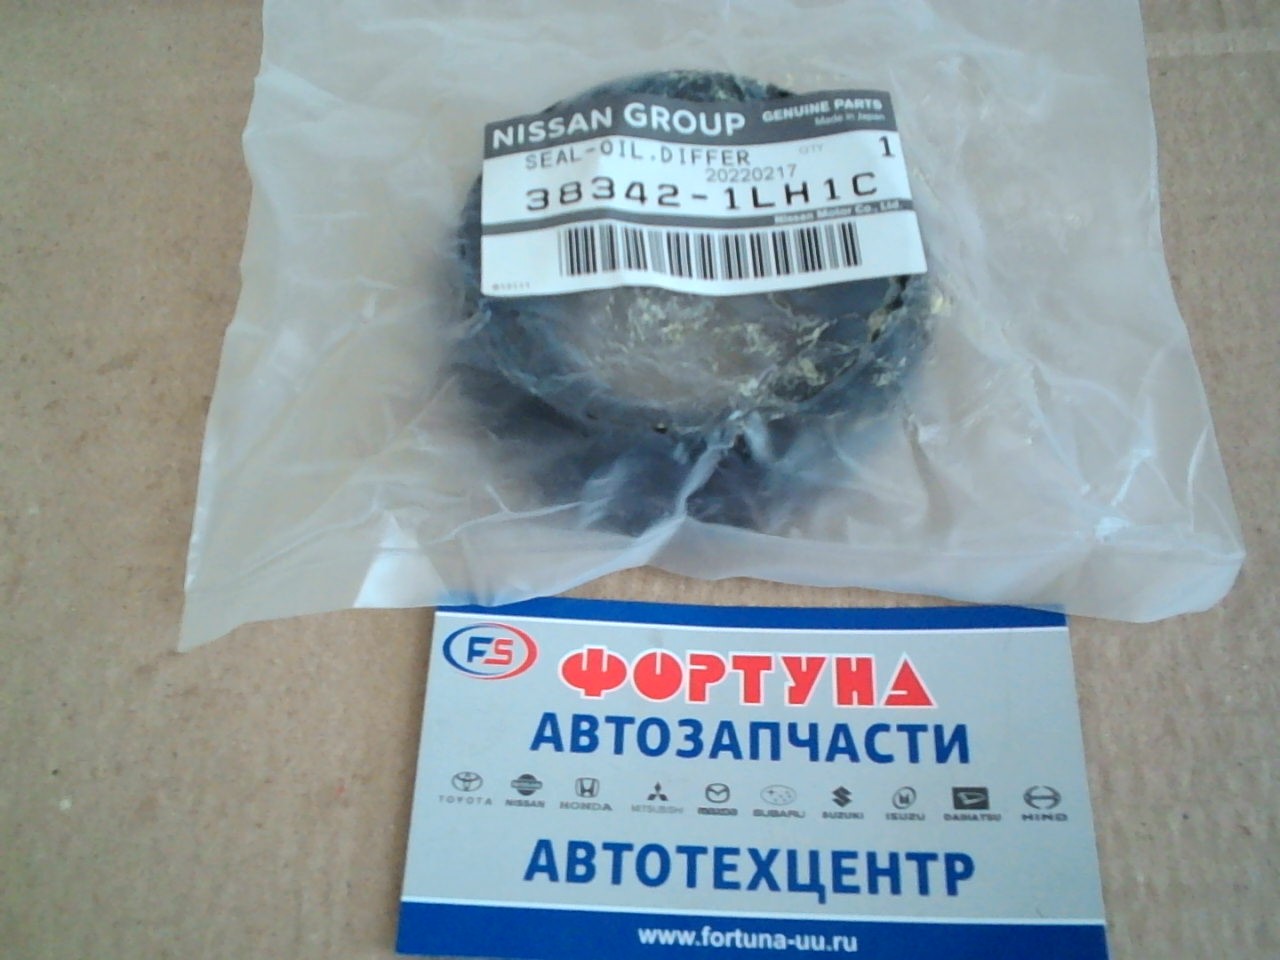 NISSAN GROUP GENUINE PARTS
Made in Japan
SEAL-OIL.DIFFER QTY 1
20220217
38342-1LH1C
Nissan Motor Co., Ltd.
FS ФОРТУНА
АВТОЗАПЧАСТИ
TOYOTA NISSAN HONDA MITSUBISHI MAZDA SUBARU SUZUKI ISUZU DAIHATSU HINO
АВТОТЕХЦЕНТР
www.fortuna-uu.ru